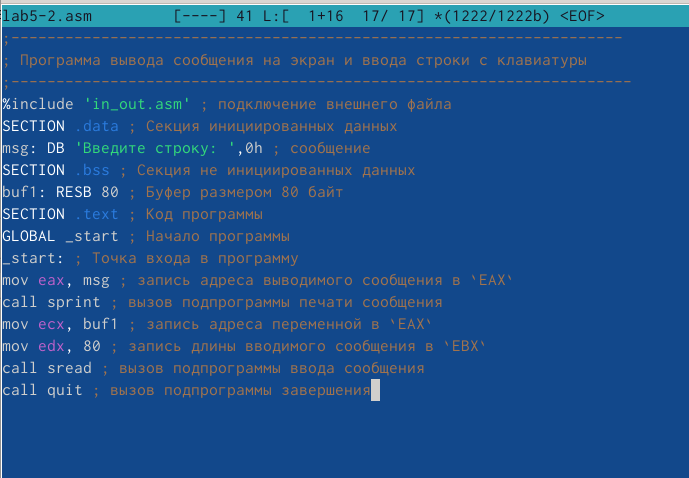 lab5-2.asm [----] 41 L:[ 1+16 17/ 17] *(1222/1222b) <EOF>
;--------------------------------------------------------------------
; Программа вывода сообщения на экран и ввода строки с клавиатуры
;---------------------------------------------------------------------
%include 'in_out.asm' ; подключение внешнего файла
SECTION .data ; Секция инициированных данных
msg: DB 'Введите строку: ',0h ; сообщение
SECTION .bss ; Секция не инициированных данных
buf1: RESB 80 ; Буфер размером 80 байт
SECTION .text ; Код программы
GLOBAL _start ; Начало программы
_start: ; Точка входа в программу
mov eax, msg ; запись адреса выводимого сообщения в `EAX`
call sprint ; вызов подпрограммы печати сообщения
mov ecx, buf1 ; запись адреса переменной в `EAX`
mov edx, 80 ; запись длины вводимого сообщения в `EBX`
call sread ; вызов подпрограммы ввода сообщения
call quit ; вызов подпрограммы завершения